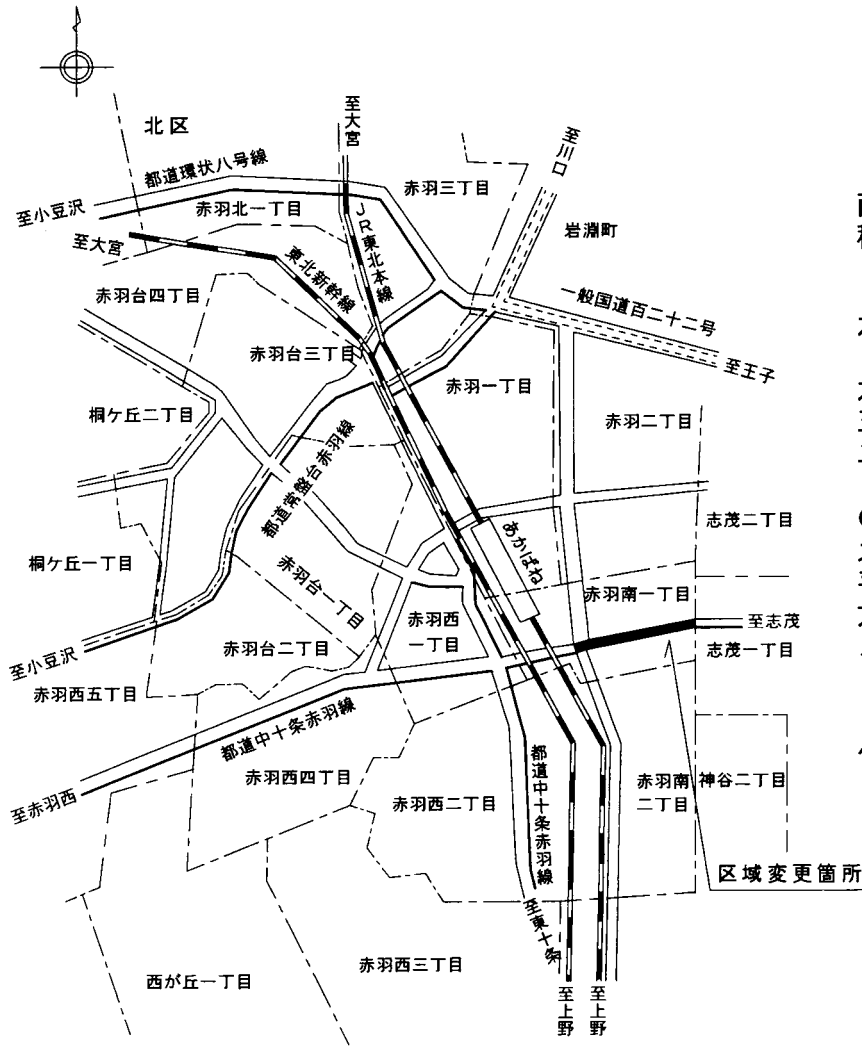 北区
至大宮
至川口
都道環状八号線
赤羽三丁目
至小豆沢
赤羽北一丁目
JR東北本線
岩淵町
至大宮
東北新幹線
赤羽台四丁目
一般国道百二十二号
至王子
赤羽台三丁目
赤羽一丁目
桐ケ丘二丁目
赤羽二丁目
都道常盤台赤羽線
あかばね
志茂二丁目
桐ケ丘一丁目
赤羽台一丁目
赤羽南一丁目
赤羽西
一丁目
至志茂
赤羽台二丁目
志茂一丁目
至小豆沢
赤羽西五丁目
都道中十条赤羽線
赤羽西四丁目
至赤羽西
赤羽西二丁目
都道中十条赤羽線
赤羽南
二丁目
神谷二丁目
区域変更箇所
至東十条
赤羽西三丁目
西が丘一丁目
至上野
至上野